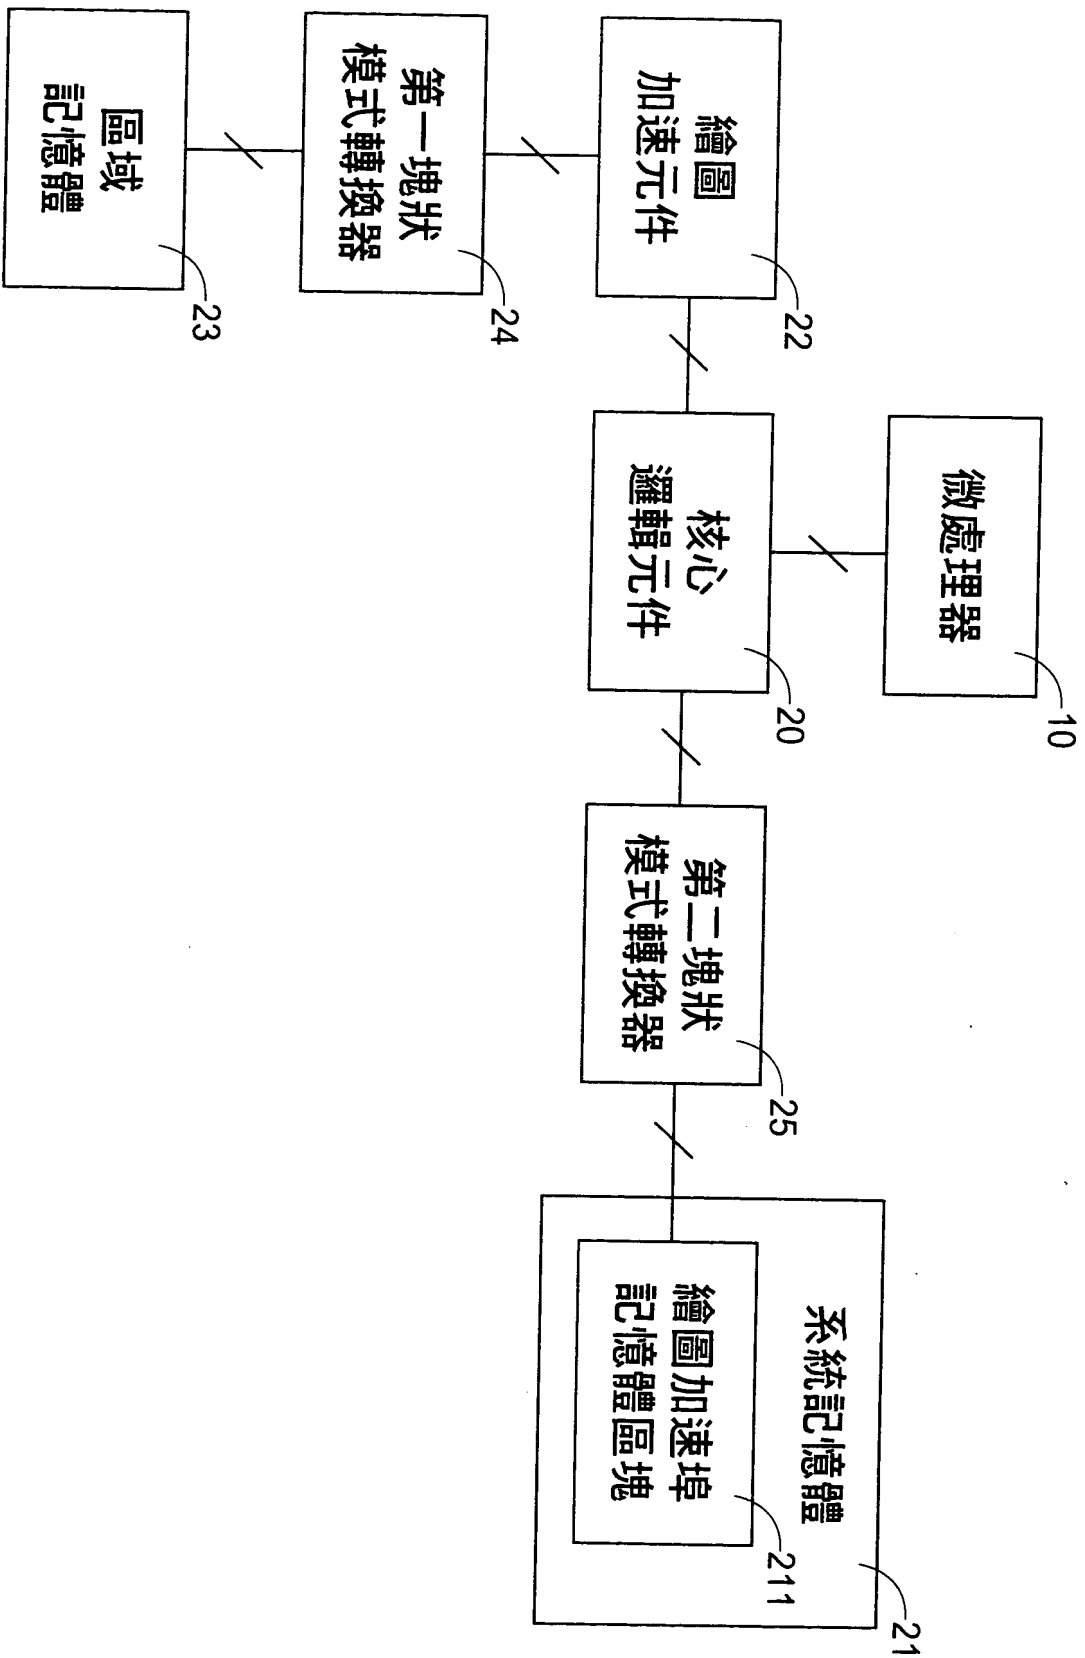 微處理器
10
繪圖
加速元件
22
核心
邏輯元件
20
第二塊狀
模式轉換器
25
系統記憶體
21
繪圖加速埠
記憶體區塊
211
第一塊狀
模式轉換器
24
區域
記憶體
23